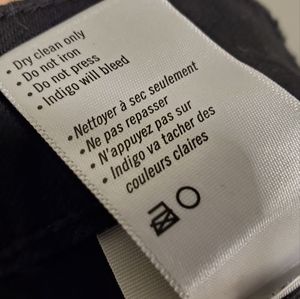 • Dry clean only
• Do not iron
• Do not press
• Indigo will bleed
• Nettoyer à sec seulement
• Ne pas repasser
• N'appuyez pas sur
• Indigo va tacher des
couleurs claires